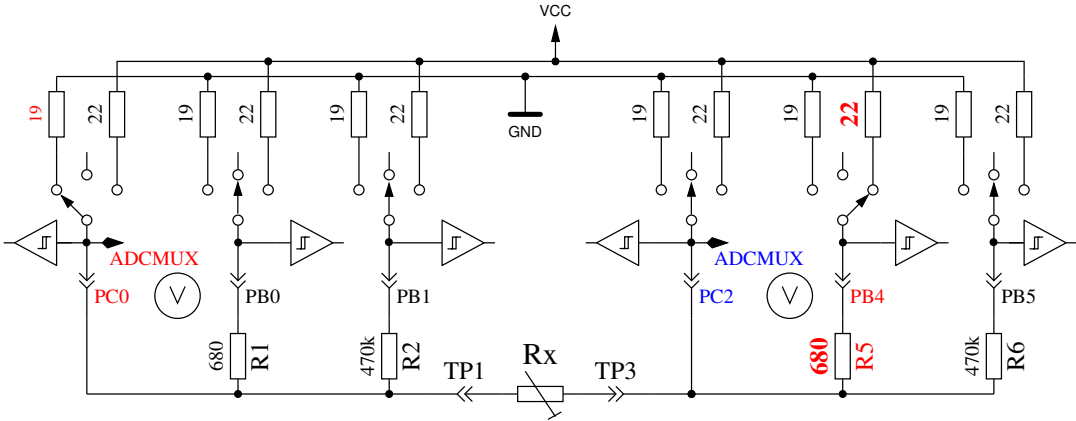 VCC
19 22 19 22 19 22 GND 19 22 19 22 19 22
ADCMUX ADCMUX
PC0 V PB0 PB1 PC2 V PB4 PB5
680 R1 470k R2 680 R5 470k R6
TP1 Rx TP3